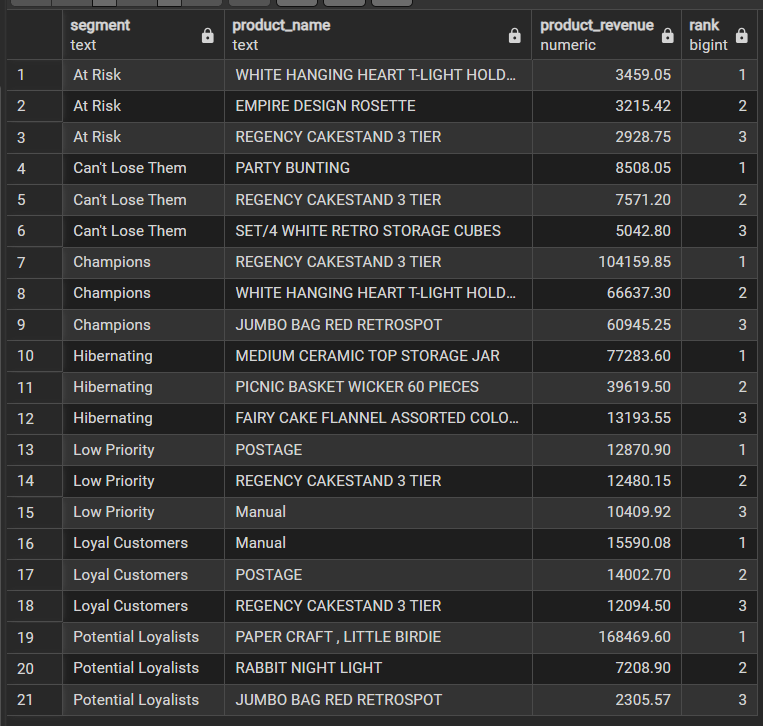 segment product_name product_revenue rank
text text numeric bigint
1 At Risk WHITE HANGING HEART T-LIGHT HOLD... 3459.05 1
2 At Risk EMPIRE DESIGN ROSETTE 3215.42 2
3 At Risk REGENCY CAKESTAND 3 TIER 2928.75 3
4 Can't Lose Them PARTY BUNTING 8508.05 1
5 Can't Lose Them REGENCY CAKESTAND 3 TIER 7571.20 2
6 Can't Lose Them SET/4 WHITE RETRO STORAGE CUBES 5042.80 3
7 Champions REGENCY CAKESTAND 3 TIER 104159.85 1
8 Champions WHITE HANGING HEART T-LIGHT HOLD... 66637.30 2
9 Champions JUMBO BAG RED RETROSPOT 60945.25 3
10 Hibernating MEDIUM CERAMIC TOP STORAGE JAR 77283.60 1
11 Hibernating PICNIC BASKET WICKER 60 PIECES 39619.50 2
12 Hibernating FAIRY CAKE FLANNEL ASSORTED COLO... 13193.55 3
13 Low Priority POSTAGE 12870.90 1
14 Low Priority REGENCY CAKESTAND 3 TIER 12480.15 2
15 Low Priority Manual 10409.92 3
16 Loyal Customers Manual 15590.08 1
17 Loyal Customers POSTAGE 14002.70 2
18 Loyal Customers REGENCY CAKESTAND 3 TIER 12094.50 3
19 Potential Loyalists PAPER CRAFT , LITTLE BIRDIE 168469.60 1
20 Potential Loyalists RABBIT NIGHT LIGHT 7208.90 2
21 Potential Loyalists JUMBO BAG RED RETROSPOT 2305.57 3